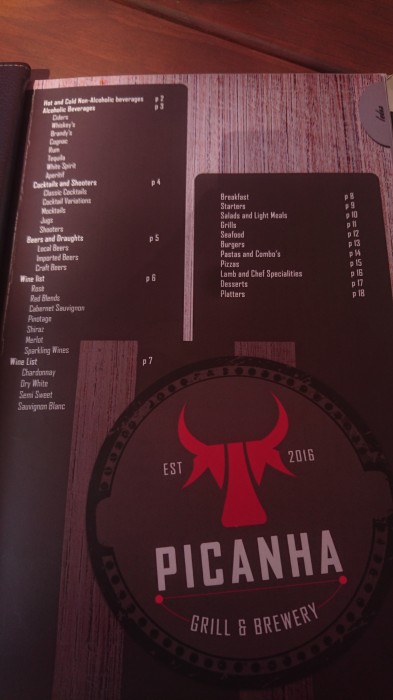 Hot and Cold Non-Alcoholic beverages p 2
Alcoholic Beverages p 3
Ciders
Whiskey's
Brandy's
Cognac
Rum
Tequila
White Spirit
Aperitif
Cocktails and Shooters p 4
Classic Cocktails
Cocktail Variations
Mocktails
Jugs
Shooters
Beers and Draughts p 5
Local Beers
Imported Beers
Craft Beers
Wine list p 6
Rosé
Red Blends
Cabernet Sauvignon
Pinotage
Shiraz
Merlot
Sparkling Wines
Wine List p 7
Chardonnay
Dry White
Semi Sweet
Sauvignon Blanc
Breakfast p 8
Starters p 9
Salads and Light Meals p 10
Grills p 11
Seafood p 12
Burgers p 13
Pastas and Combo's p 14
Pizzas p 15
Lamb and Chef Specialities p 16
Desserts p 17
Platters p 18
EST 2016
PICANHA
GRILL & BREWERY